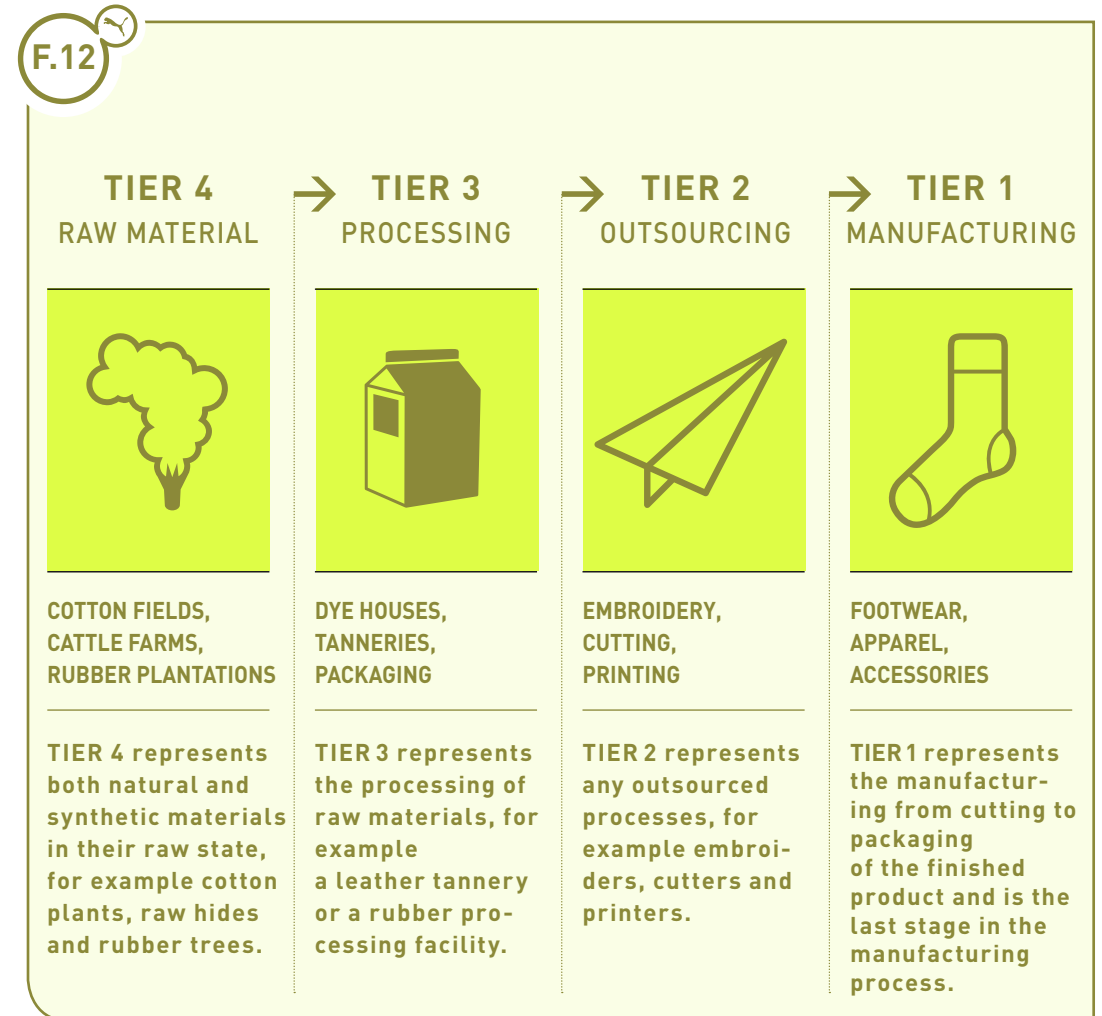 F.12
TIER 4
RAW MATERIAL
COTTON FIELDS,
CATTLE FARMS,
RUBBER PLANTATIONS
TIER 4 represents
both natural and
synthetic materials
in their raw state,
for example cotton
plants, raw hides
and rubber trees.
TIER 3
PROCESSING
DYE HOUSES,
TANNERIES,
PACKAGING
TIER 3 represents
the processing of
raw materials, for
example
a leather tannery
or a rubber pro-
cessing facility.
TIER 2
OUTSOURCING
EMBROIDERY,
CUTTING,
PRINTING
TIER 2 represents
any outsourced
processes, for
example embroi-
ders, cutters and
printers.
TIER 1
MANUFACTURING
FOOTWEAR,
APPAREL,
ACCESSORIES
TIER 1 represents
the manufactur-
ing from cutting to
packaging
of the finished
product and is the
last stage in the
manufacturing
process.